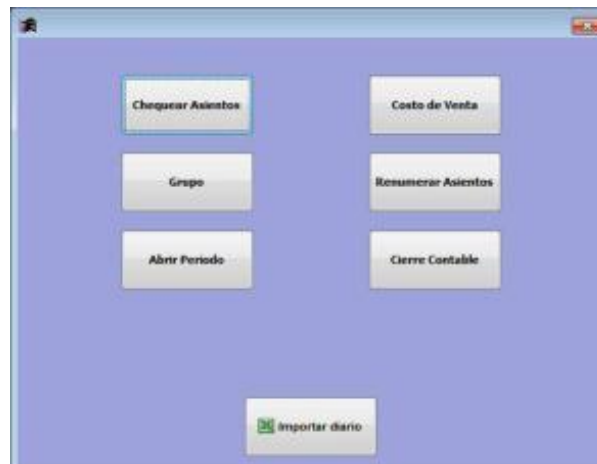 Chequear Asientos
Costo de Venta
Grupo
Renumerar Asientos
Abrir Periodo
Cierre Contable
Importar diario